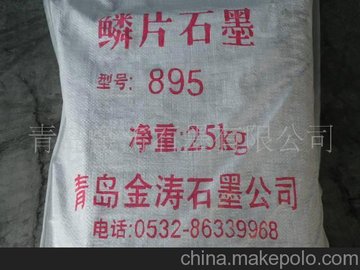 鳞片石墨
型号: 895
净重:25kg
青岛金涛石墨公司
电话:0532-86339968
china.makepolo.com